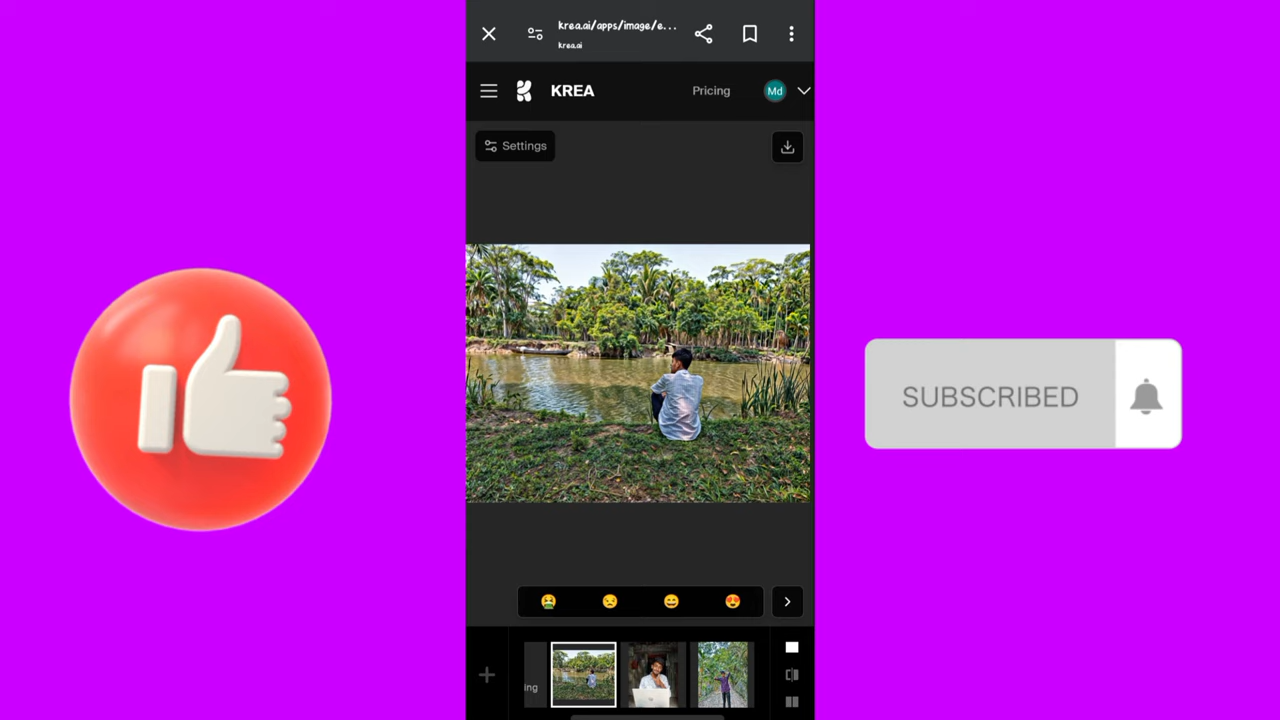 krea.ai/apps/image/e...
krea.ai
KREA
Pricing
Md
Settings
SUBSCRIBED
ing